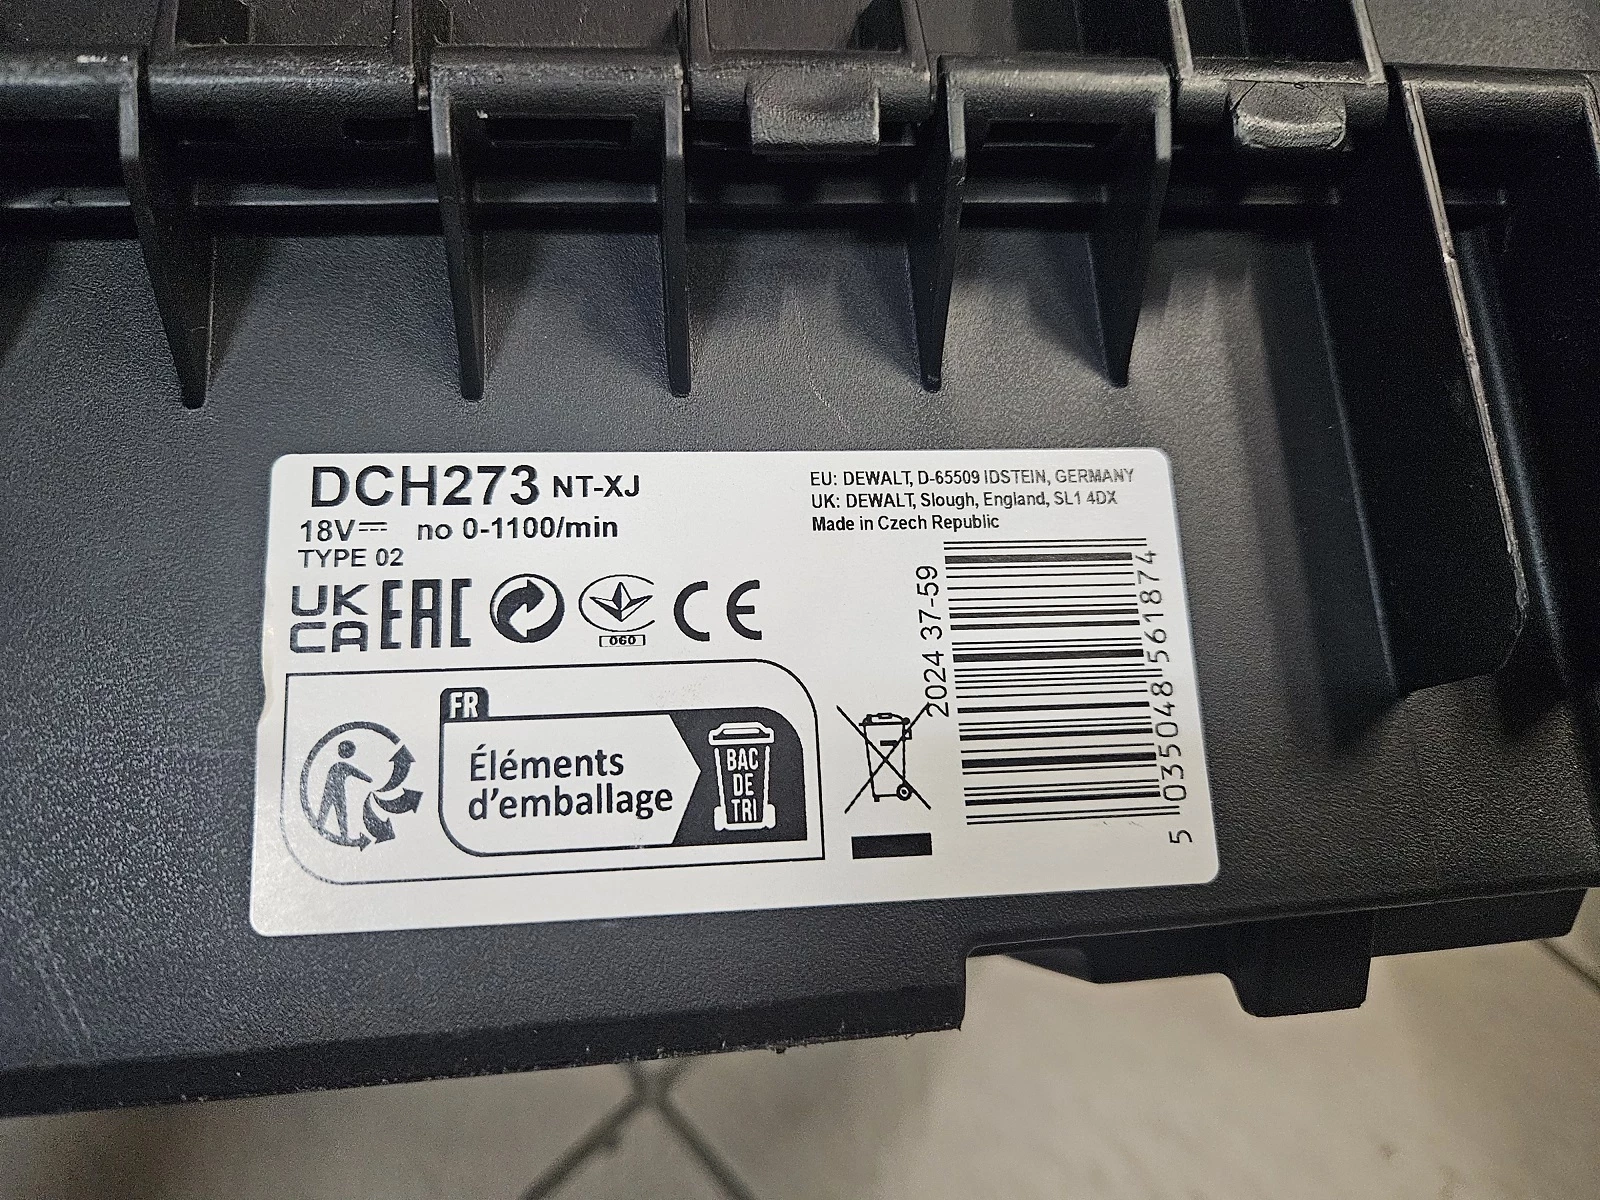 DCH273 NT-XJ
18V⎓ no 0-1100/min
TYPE 02
EU: DEWALT, D-65509 IDSTEIN, GERMANY
UK: DEWALT, Slough, England, SL1 4DX
Made in Czech Republic
UK
CA
EAC
060
CE
FR
Éléments
d'emballage
BAC
DE
TRI
2024 37-59
5 035048 561874